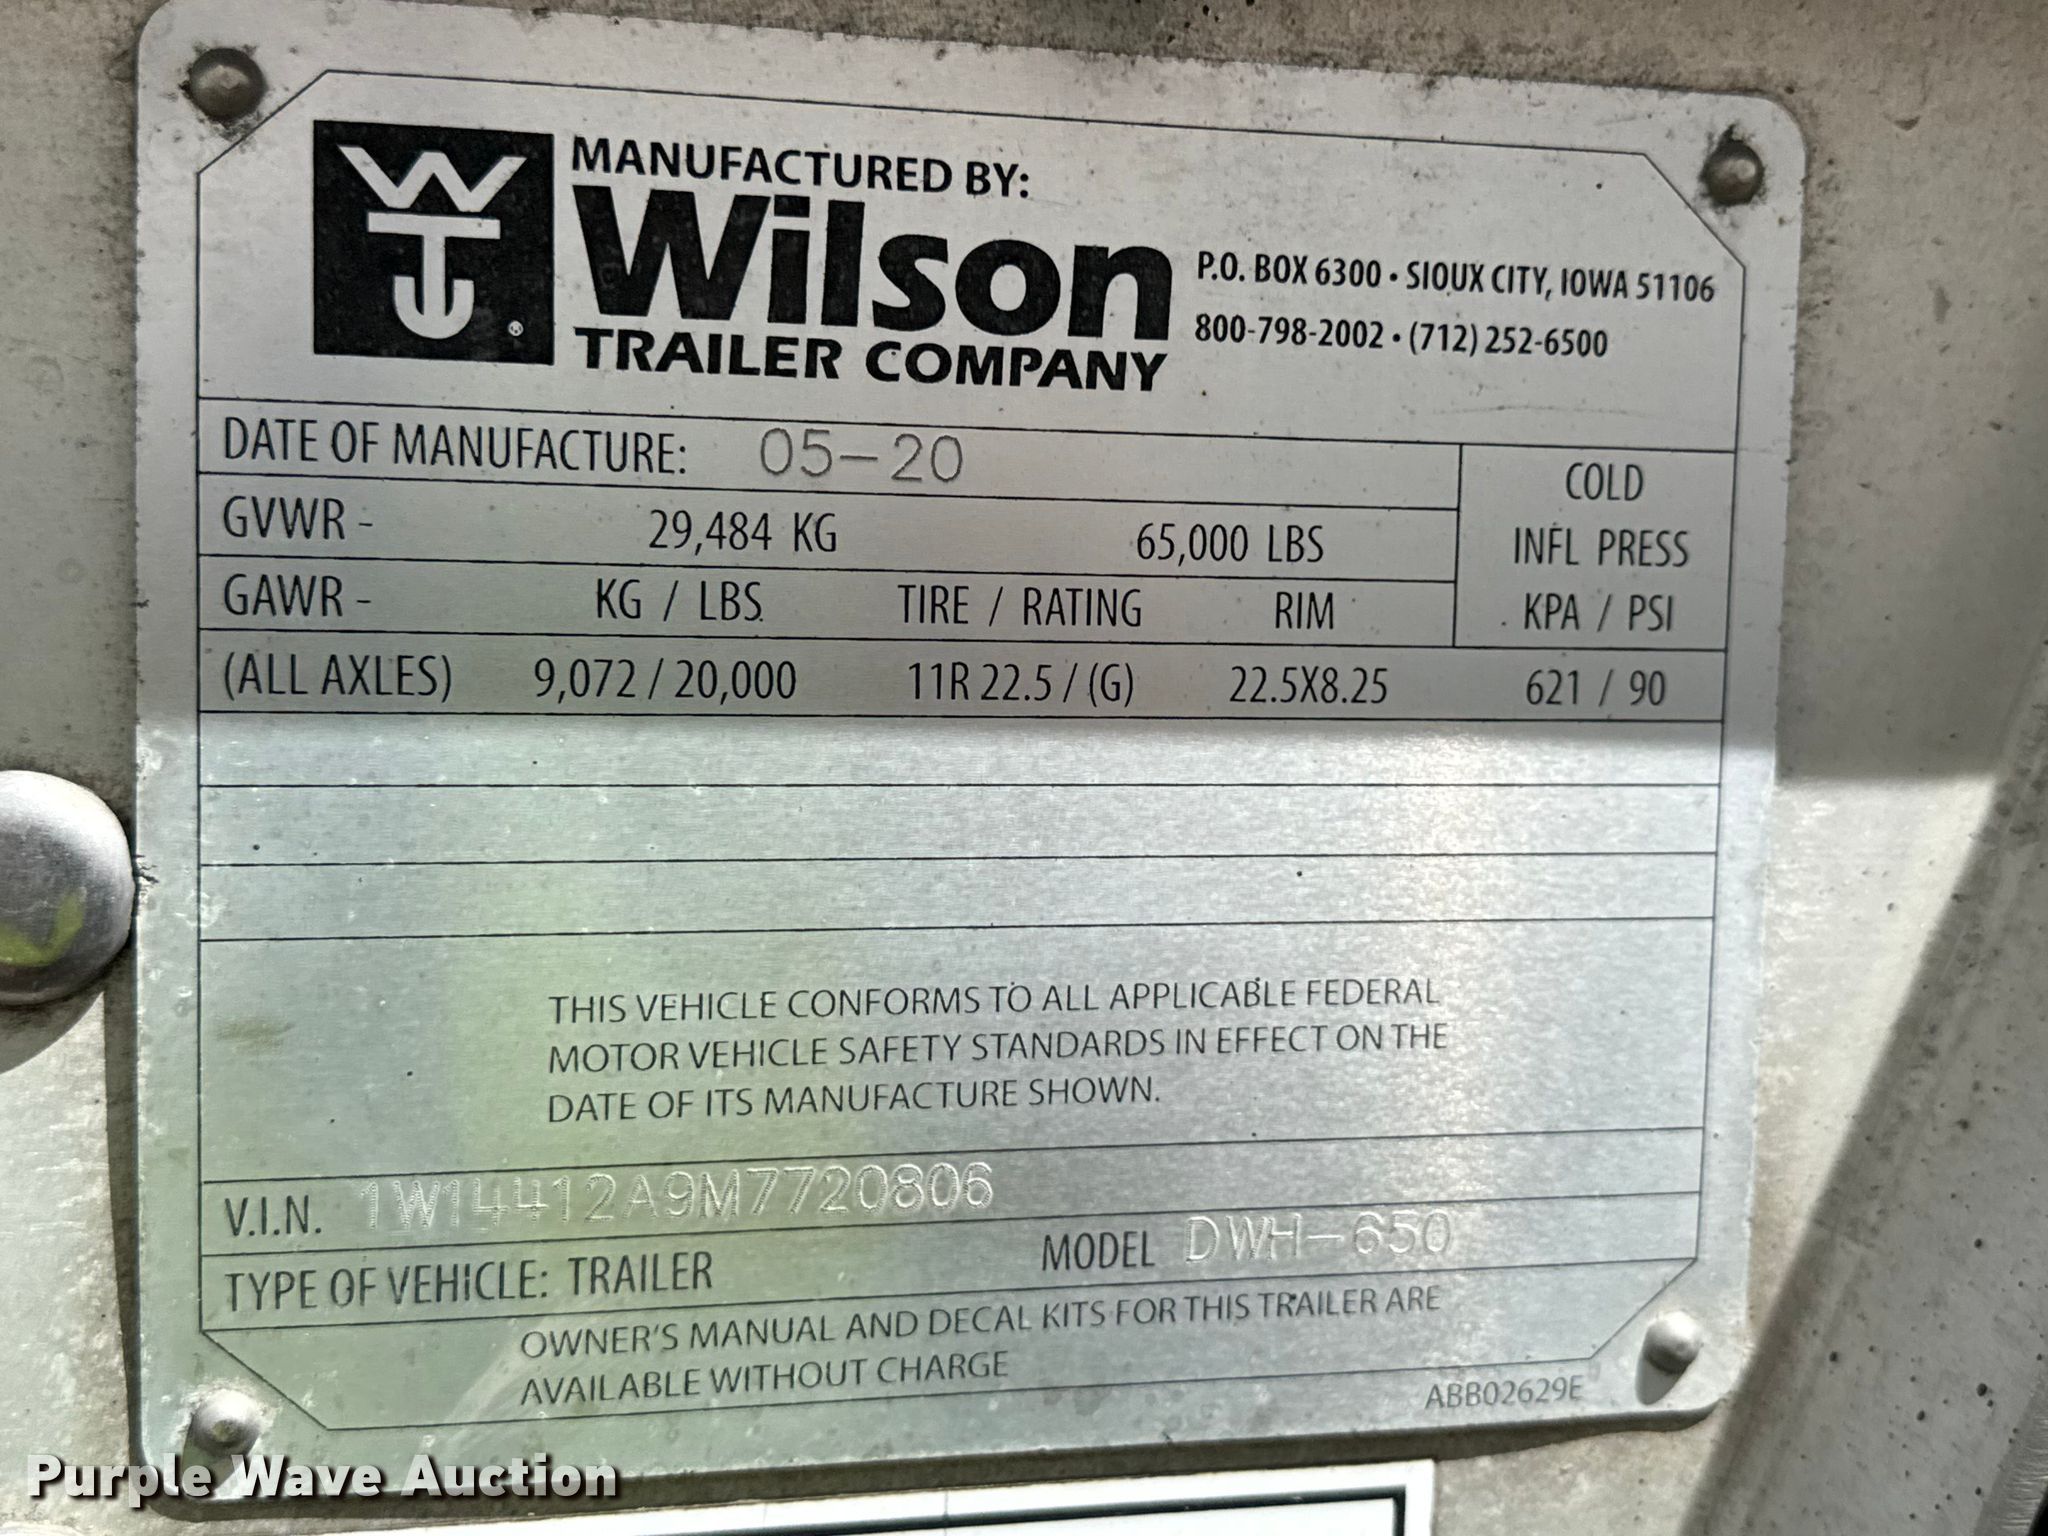 WTJ®
MANUFACTURED BY:
Wilson
TRAILER COMPANY
P.O. BOX 6300 • SIOUX CITY, IOWA 51106
800-798-2002 • (712) 252-6500
DATE OF MANUFACTURE: 05-20
GVWR - 29,484 KG 65,000 LBS
COLD
INFL PRESS
KPA / PSI
GAWR - KG / LBS TIRE / RATING RIM
(ALL AXLES) 9,072 / 20,000 11R 22.5 / (G) 22.5X8.25 621 / 90
THIS VEHICLE CONFORMS TO ALL APPLICABLE FEDERAL
MOTOR VEHICLE SAFETY STANDARDS IN EFFECT ON THE
DATE OF ITS MANUFACTURE SHOWN.
V.I.N. 1W14412A9M7720806
TYPE OF VEHICLE: TRAILER MODEL DWH-650
OWNER'S MANUAL AND DECAL KITS FOR THIS TRAILER ARE
AVAILABLE WITHOUT CHARGE
ABB02629E
Purple Wave Auction